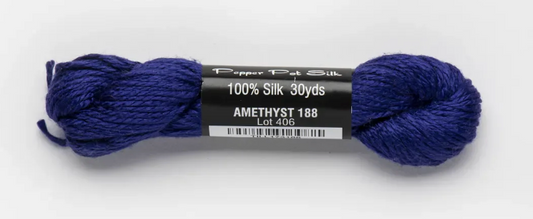 Pepper Pot Silk
100% Silk 30yds
AMETHYST 188
Lot 406